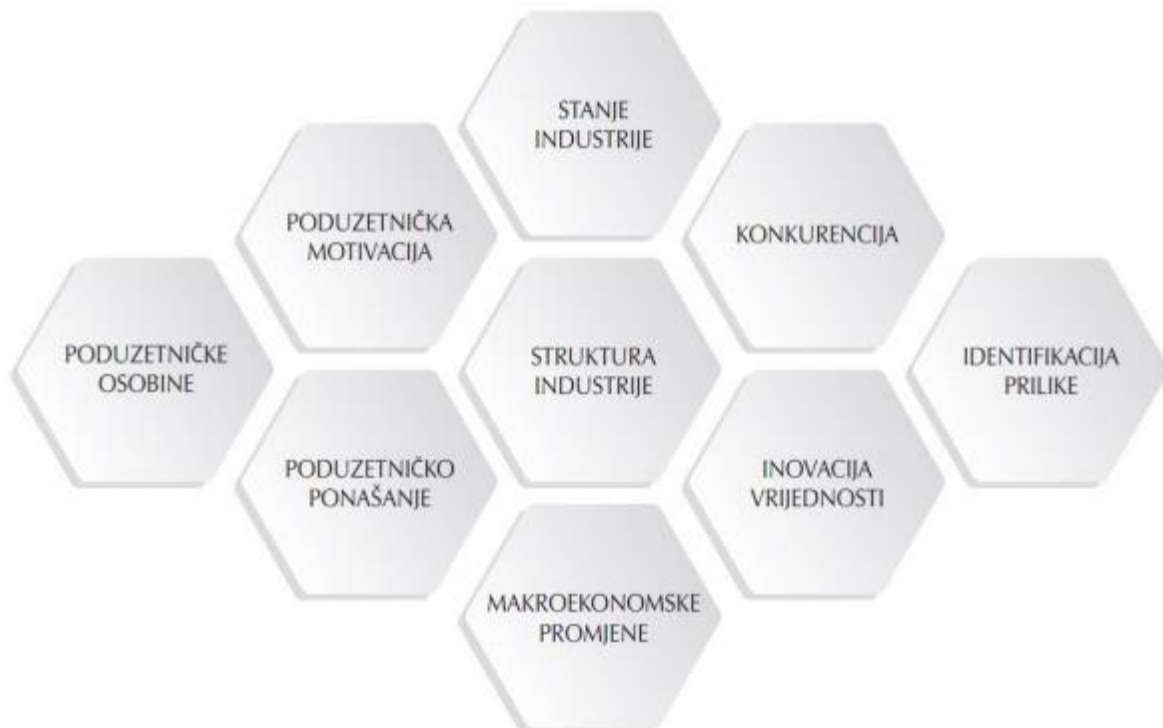 STANJE
INDUSTRIJE
PODUZETNIČKA
MOTIVACIJA
KONKURENCIJA
PODUZETNIČKE
OSOBINE
STRUKTURA
INDUSTRIJE
IDENTIFIKACIJA
PRILIKE
PODUZETNIČKO
PONAŠANJE
INOVACIJA
VRIJEDNOSTI
MAKROEKONOMSKE
PROMJENE